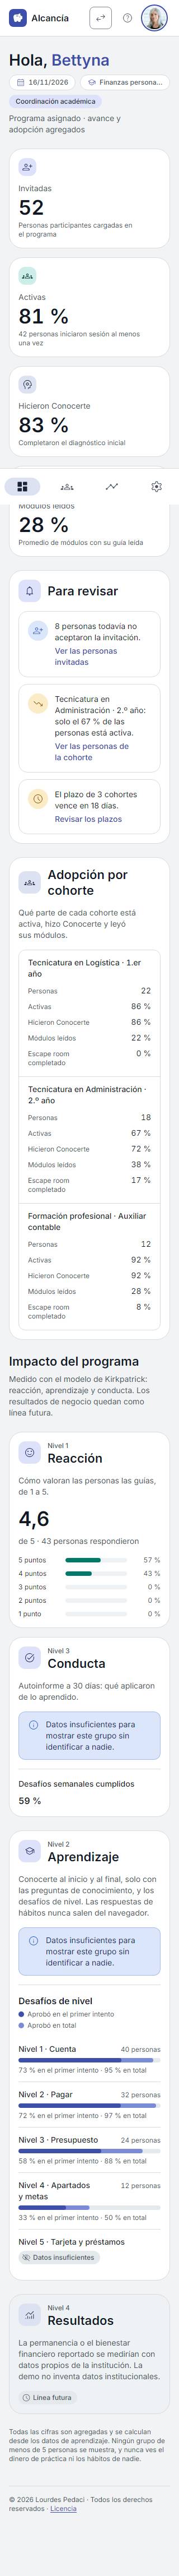 Alcancía
Hola, Bettyna
16/11/2026
Finanzas persona...
Coordinación académica
Programa asignado · avance y
adopción agregados
Invitadas
52
Personas participantes cargadas en
el programa
Activas
81 %
42 personas iniciaron sesión al menos
una vez
Hicieron Conocerte
83 %
Completaron el diagnóstico inicial
Módulos leídos
28 %
Promedio de módulos con su guía leída
Para revisar
8 personas todavía no
aceptaron la invitación.
Ver las personas
invitadas
Tecnicatura en
Administración · 2.º año:
solo el 67 % de las
personas está activa.
Ver las personas de
la cohorte
El plazo de 3 cohortes
vence en 18 días.
Revisar los plazos
Adopción por
cohorte
Qué parte de cada cohorte está
activa, hizo Conocerte y leyó
sus módulos.
Tecnicatura en Logística · 1.er
año
Personas 22
Activas 86 %
Hicieron Conocerte 86 %
Módulos leídos 22 %
Escape room
completado 0 %
Tecnicatura en Administración ·
2.º año
Personas 18
Activas 67 %
Hicieron Conocerte 72 %
Módulos leídos 38 %
Escape room
completado 17 %
Formación profesional · Auxiliar
contable
Personas 12
Activas 92 %
Hicieron Conocerte 92 %
Módulos leídos 28 %
Escape room
completado 8 %
Impacto del programa
Medido con el modelo de Kirkpatrick:
reacción, aprendizaje y conducta. Los
resultados de negocio quedan como
línea futura.
Nivel 1
Reacción
Cómo valoran las personas las guías,
de 1 a 5.
4,6
de 5 · 43 personas respondieron
5 puntos 57 %
4 puntos 43 %
3 puntos 0 %
2 puntos 0 %
1 punto 0 %
Nivel 3
Conducta
Autoinforme a 30 días: qué aplicaron
de lo aprendido.
Datos insuficientes para
mostrar este grupo sin
identificar a nadie.
Desafíos semanales cumplidos
59 %
Nivel 2
Aprendizaje
Conocerte al inicio y al final, solo con
las preguntas de conocimiento, y los
desafíos de nivel. Las respuestas de
hábitos nunca salen del navegador.
Datos insuficientes para
mostrar este grupo sin
identificar a nadie.
Desafíos de nivel
Aprobó en el primer intento
Aprobó en total
Nivel 1 · Cuenta 40 personas
73 % en el primer intento · 95 % en total
Nivel 2 · Pagar 32 personas
72 % en el primer intento · 97 % en total
Nivel 3 · Presupuesto 24 personas
58 % en el primer intento · 88 % en total
Nivel 4 · Apartados
y metas 12 personas
33 % en el primer intento · 50 % en total
Nivel 5 · Tarjeta y préstamos
Datos insuficientes
Nivel 4
Resultados
La permanencia o el bienestar
financiero reportado se medirían con
datos propios de la institución. La
demo no inventa datos institucionales.
Línea futura
Todas las cifras son agregadas y se calculan
desde los datos de aprendizaje. Ningún grupo de
menos de 5 personas se muestra, y nunca ves el
dinero de práctica ni los hábitos de nadie.
© 2026 Lourdes Pedaci · Todos los derechos
reservados · Licencia